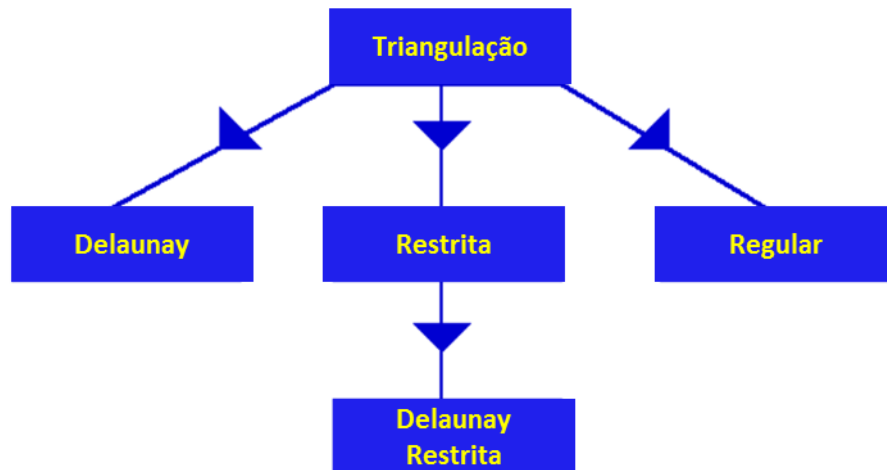 Triangulação
Delaunay
Restrita
Regular
Delaunay
Restrita